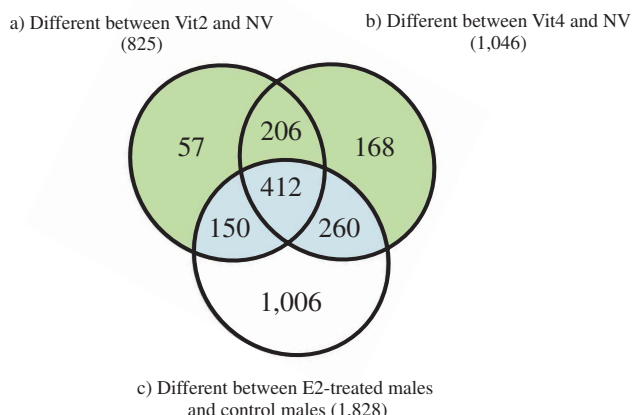 a) Different between Vit2 and NV
(825)
b) Different between Vit4 and NV
(1,046)
57
206
168
412
150
260
1,006
c) Different between E2-treated males
and control males (1,828)